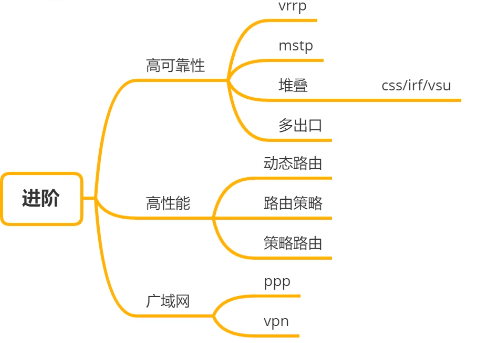 进阶
高可靠性
vrrp
mstp
堆叠
css/irf/vsu
多出口
高性能
动态路由
路由策略
策略路由
广域网
ppp
vpn